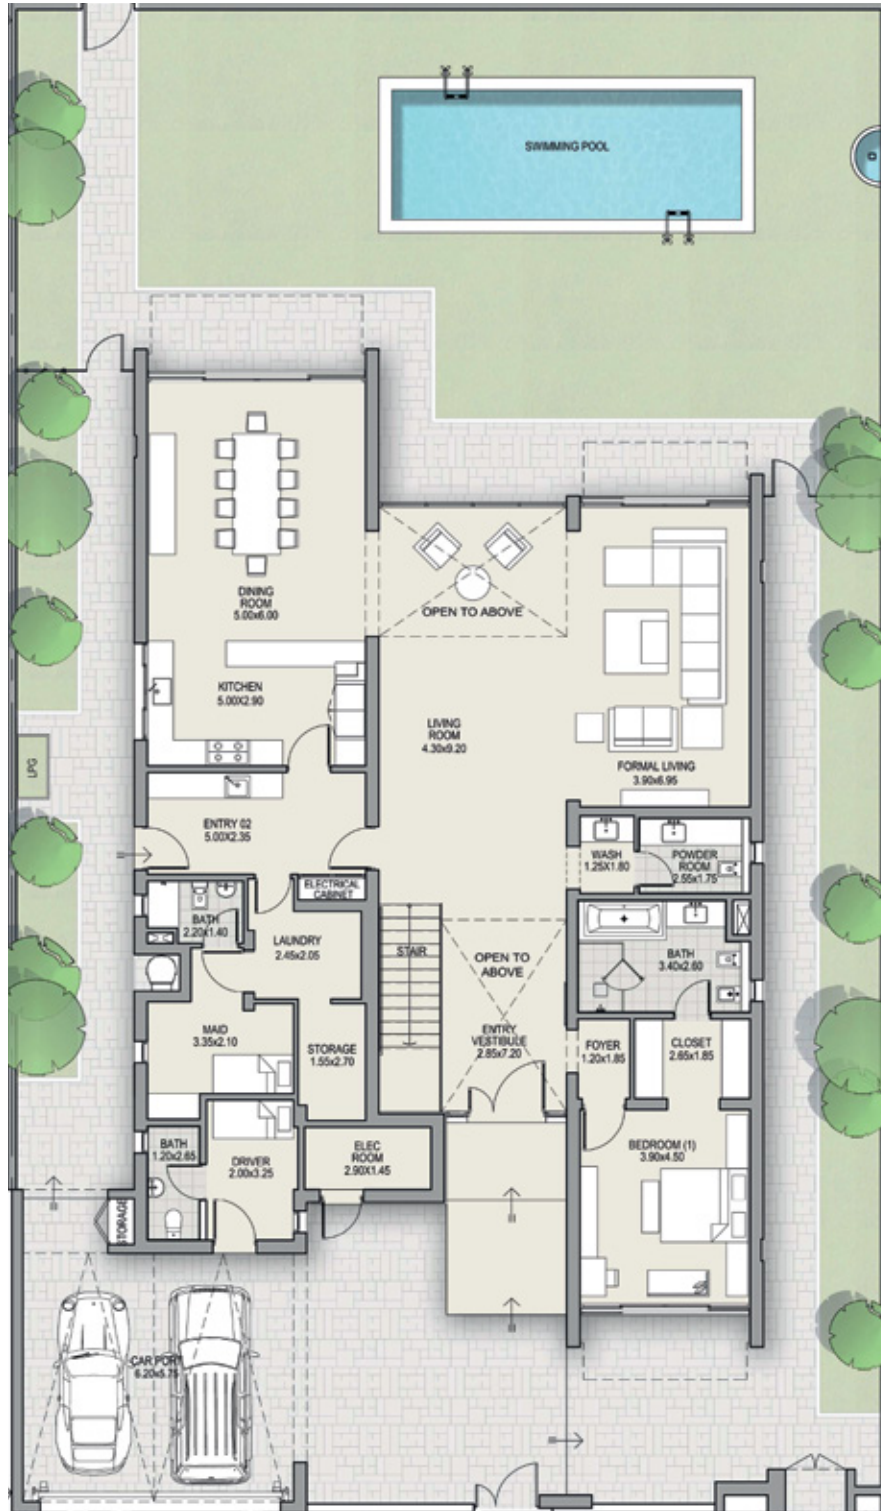 SWIMMING POOL
DINING
ROOM
5.00x6.00
OPEN TO ABOVE
KITCHEN
5.00X2.90
LIVING
ROOM
4.30x9.20
FORMAL LIVING
3.90x6.95
LPG
ENTRY 02
5.00X2.35
WASH
1.25X1.80
POWDER
ROOM
2.55x1.75
ELECTRICAL
CABINET
BATH
2.20x1.40
LAUNDRY
2.45x2.05
STAIR
OPEN TO
ABOVE
BATH
3.40x2.60
MAID
3.35x2.10
STORAGE
1.55x2.70
ENTRY
VESTIBULE
2.85x7.20
FOYER
1.20x1.85
CLOSET
2.65x1.85
BATH
1.20x2.65
DRIVER
2.00x3.25
ELEC
ROOM
2.90X1.45
BEDROOM (1)
3.90x4.50
STORAGE
CAR PORT
6.20x5.75